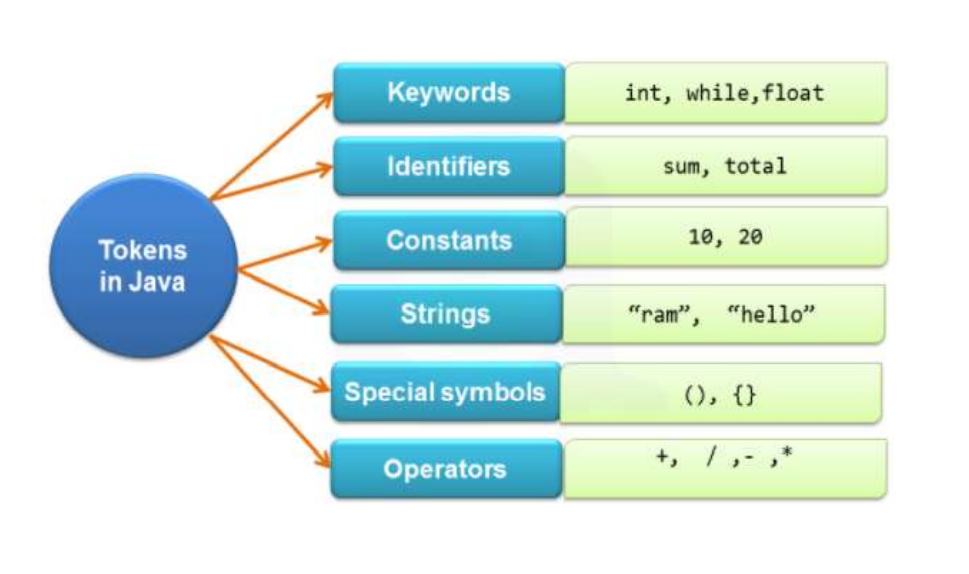 Tokens
in Java
Keywords
int, while,float
Identifiers
sum, total
Constants
10, 20
Strings
“ram”, “hello”
Special symbols
(), {}
Operators
+, / ,- ,*